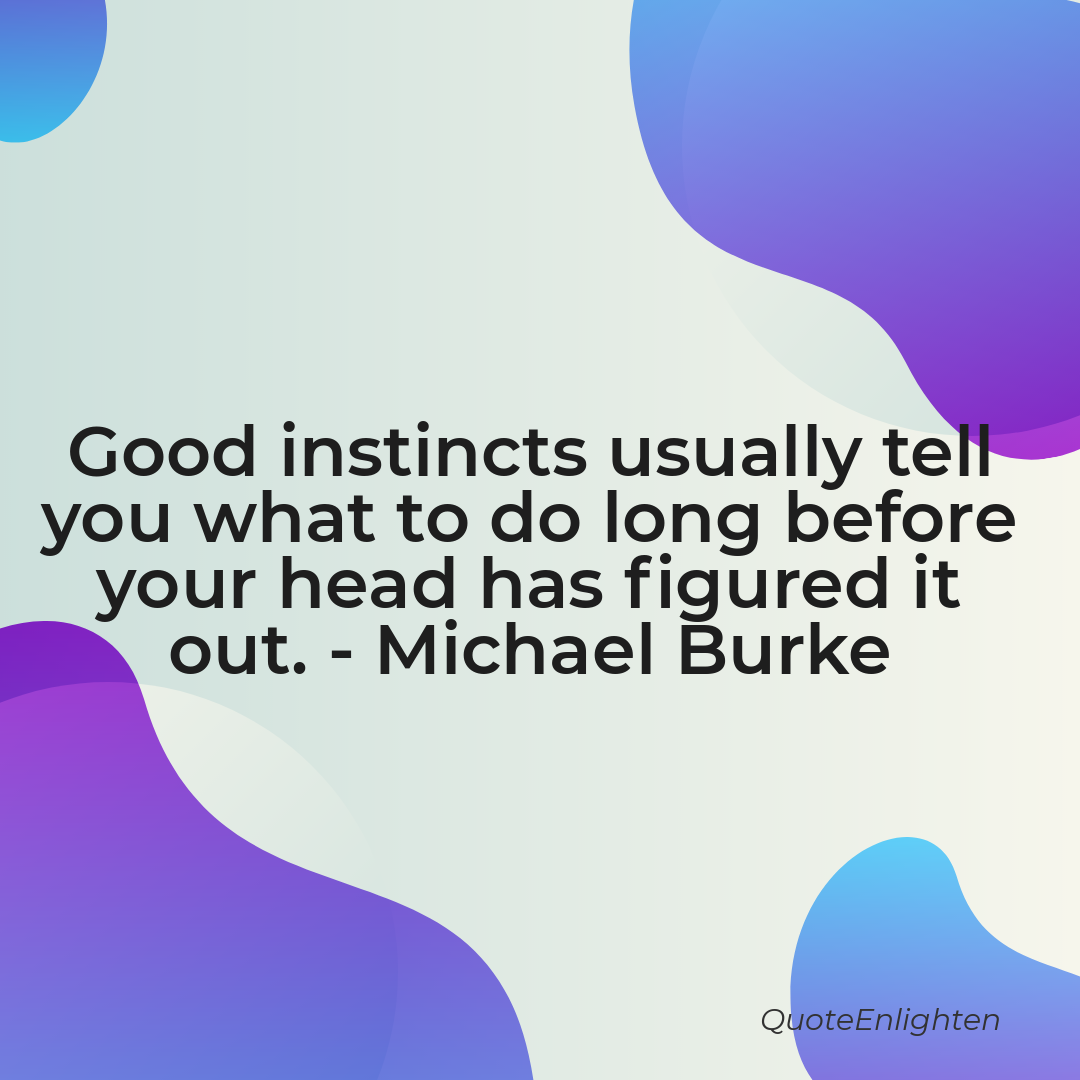 Good instincts usually tell
you what to do long before
your head has figured it
out. - Michael Burke
QuoteEnlighten